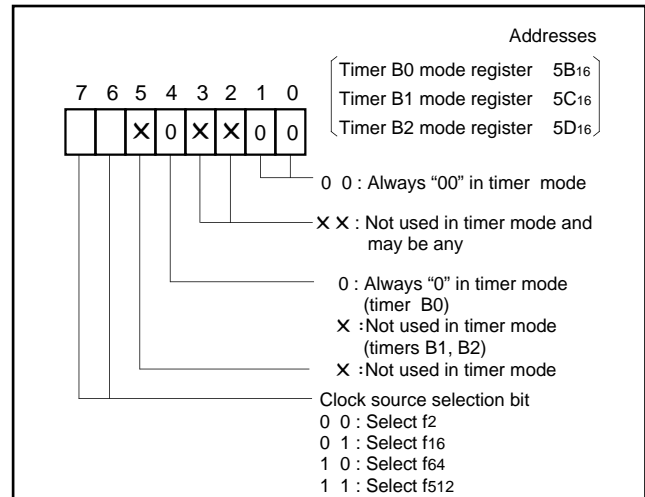 Addresses
Timer B0 mode register 5B16
Timer B1 mode register 5C16
Timer B2 mode register 5D16
7 6 5 4 3 2 1 0
× 0 × × 0 0
0 0 : Always “00” in timer mode
×× : Not used in timer mode and
may be any
0 : Always “0” in timer mode
(timer B0)
× : Not used in timer mode
(timers B1, B2)
× : Not used in timer mode
Clock source selection bit
0 0 : Select f2
0 1 : Select f16
1 0 : Select f64
1 1 : Select f512